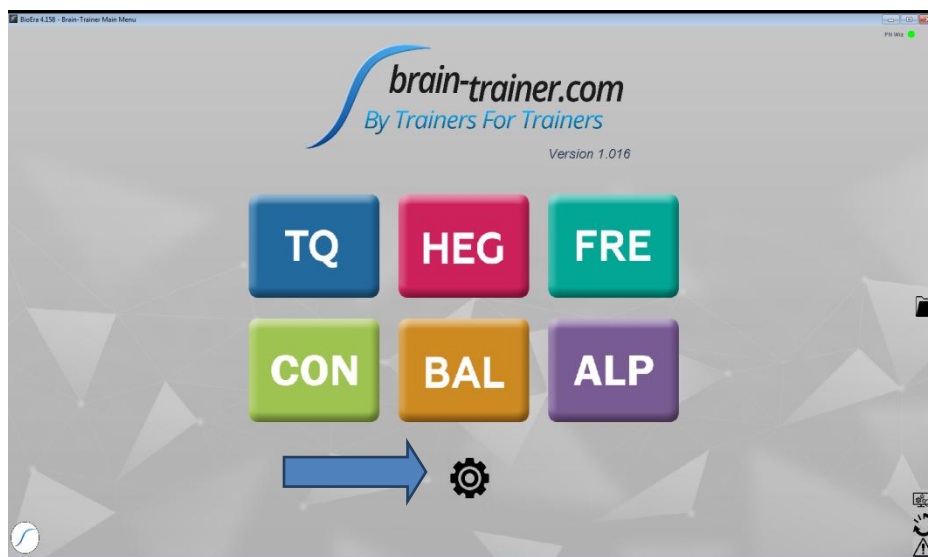 BioEra 4.158 - Brain-Trainer Main Menu
PN Wiz
brain-trainer.com
By Trainers For Trainers
Version 1.016
TQ HEG FRE
CON BAL ALP